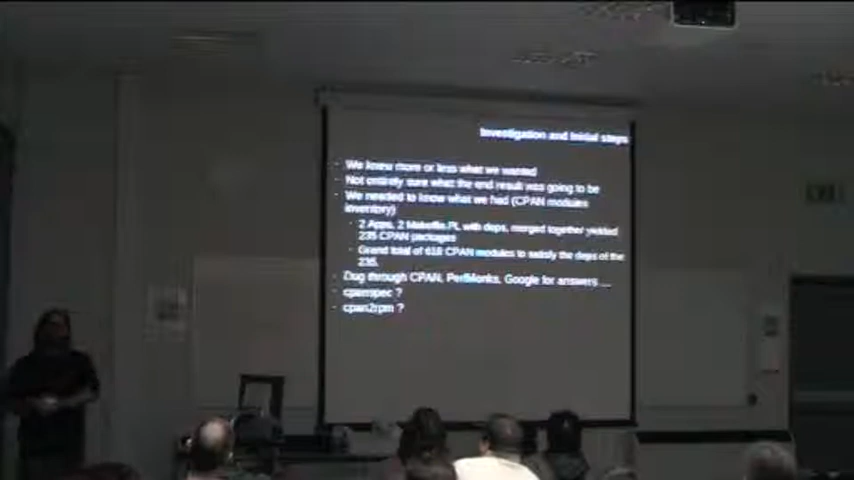 Investigation and Initial steps
- We knew more or less what we wanted
- Not entirely sure what the end result was going to be
- We needed to know what we had (CPAN modules
inventory)
- 2 Apps, 2 Makefile.PL with deps, merged together yielded
235 CPAN packages
- Grand total of 618 CPAN modules to satisfy the deps of the
235.
- Dug through CPAN, PerlMonks, Google for answers ...
- cpanspec ?
- cpan2rpm ?